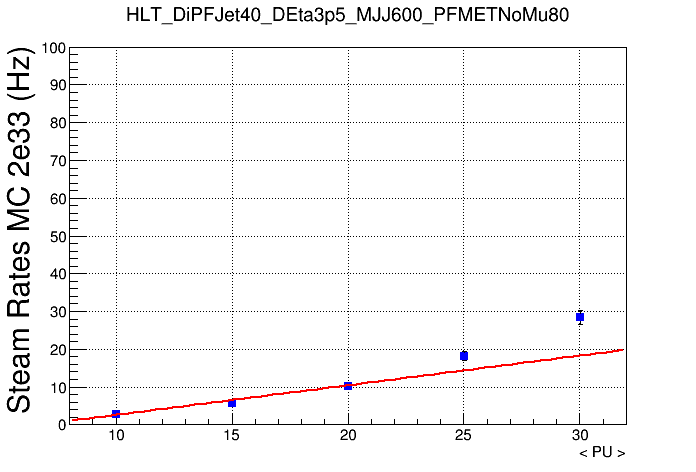 HLT_DiPFJet40_DEta3p5_MJJ600_PFMETNoMu80
Steam Rates MC 2e33 (Hz)
100
90
80
70
60
50
40
30
20
10
0
10 15 20 25 30
< PU >